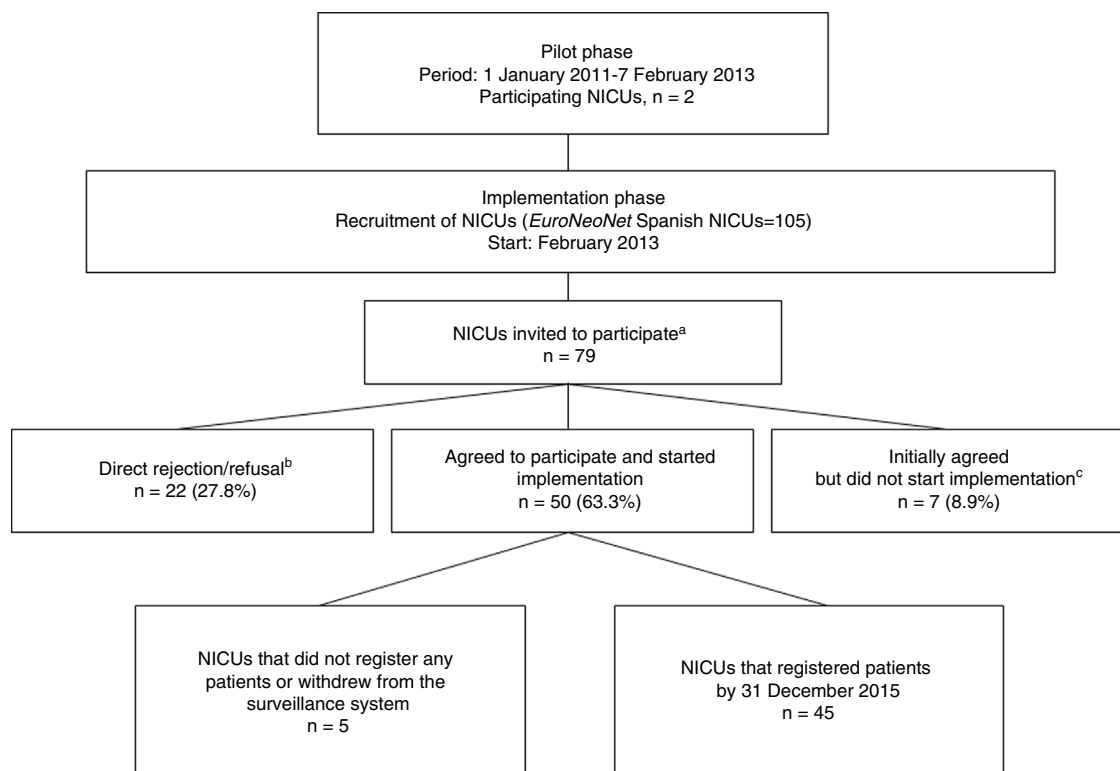 Pilot phase
Period: 1 January 2011-7 February 2013
Participating NICUs, n = 2
Implementation phase
Recruitment of NICUs (EuroNeoNet Spanish NICUs=105)
Start: February 2013
NICUs invited to participateᵃ
n = 79
Direct rejection/refusalᵇ
n = 22 (27.8%)
Agreed to participate and started
implementation
n = 50 (63.3%)
Initially agreed
but did not start implementationᶜ
n = 7 (8.9%)
NICUs that did not register any
patients or withdrew from the
surveillance system
n = 5
NICUs that registered patients
by 31 December 2015
n = 45